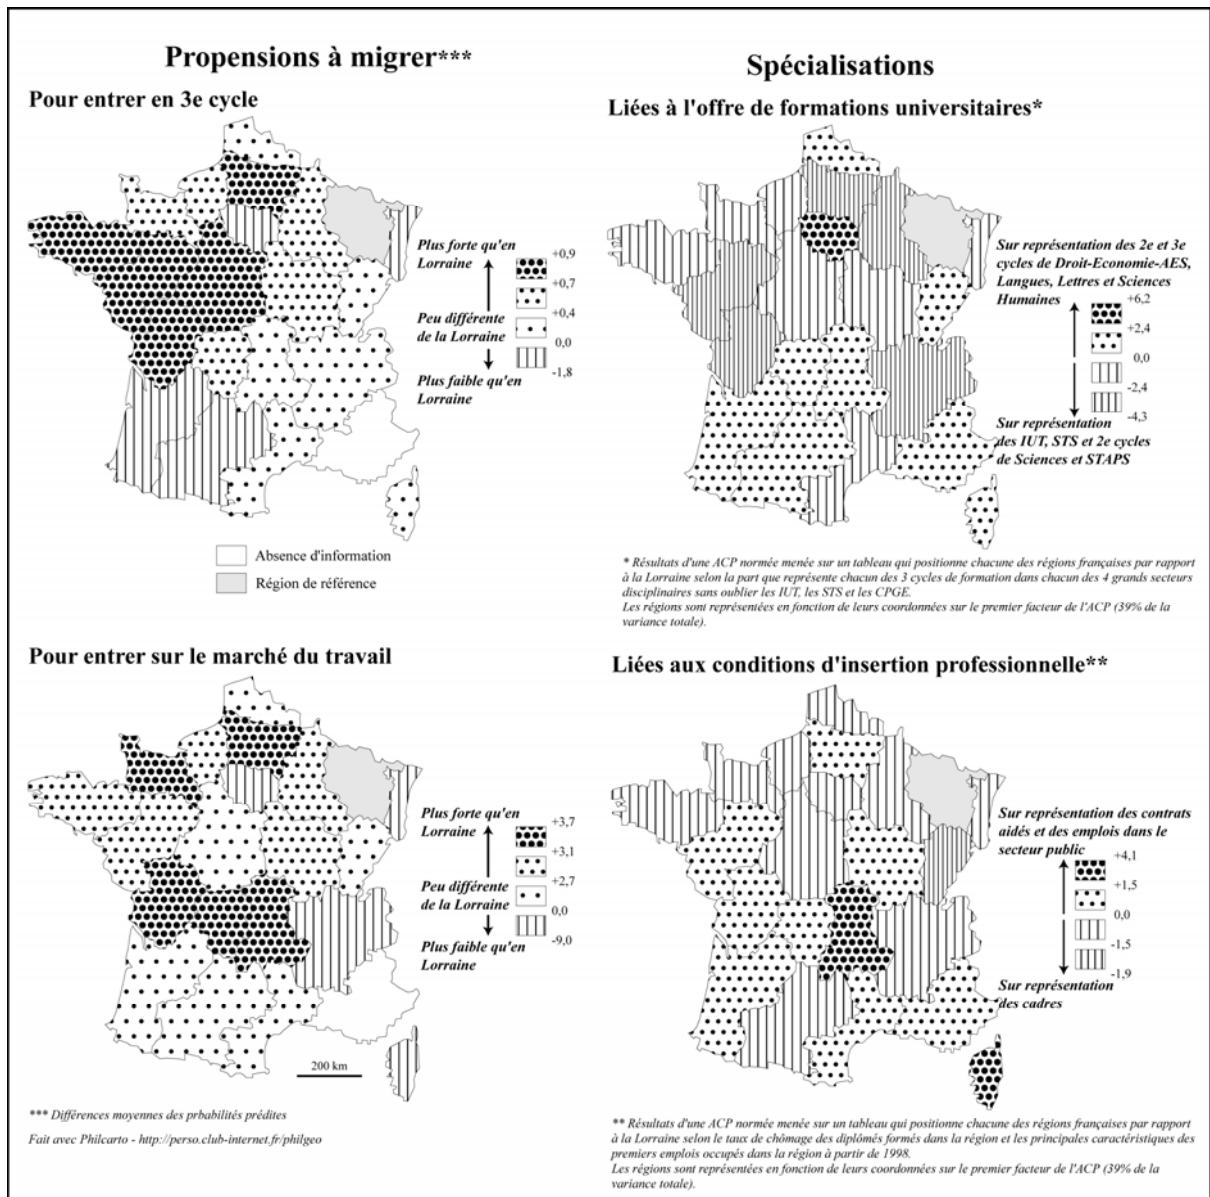 Propensions à migrer***
Pour entrer en 3e cycle
Plus forte qu'en
Lorraine
Peu différente
de la Lorraine
Plus faible qu'en
Lorraine
+0,9
+0,7
+0,4
0,0
-1,8
Absence d'information
Région de référence
Spécialisations
Liées à l'offre de formations universitaires*
Sur représentation des 2e et 3e
cycles de Droit-Economie-AES,
Langues, Lettres et Sciences
Humaines
+6,2
+2,4
0,0
-2,4
-4,3
Sur représentation
des IUT, STS et 2e cycles
de Sciences et STAPS
* Résultats d'une ACP normée menée sur un tableau qui positionne chacune des régions françaises par rapport
à la Lorraine selon la part que représente chacun des 3 cycles de formation dans chacun des 4 grands secteurs
disciplinaires sans oublier les IUT, les STS et les CPGE.
Les régions sont représentées en fonction de leurs coordonnées sur le premier facteur de l'ACP (39% de la
variance totale).
Pour entrer sur le marché du travail
Plus forte qu'en
Lorraine
Peu différente
de la Lorraine
Plus faible qu'en
Lorraine
+3,7
+3,1
+2,7
0,0
-9,0
200 km
*** Différences moyennes des prbabilités prédites
Fait avec Philcarto - http://perso.club-internet.fr/philgeo
Liées aux conditions d'insertion professionnelle**
Sur représentation des contrats
aidés et des emplois dans le
secteur public
+4,1
+1,5
0,0
-1,5
-1,9
Sur représentation
des cadres
** Résultats d'une ACP normée menée sur un tableau qui positionne chacune des régions françaises par rapport
à la Lorraine selon le taux de chômage des diplômés formés dans la région et les principales caractéristiques des
premiers emplois occupés dans la région à partir de 1998.
Les régions sont représentées en fonction de leurs coordonnées sur le premier facteur de l'ACP (39% de la
variance totale).